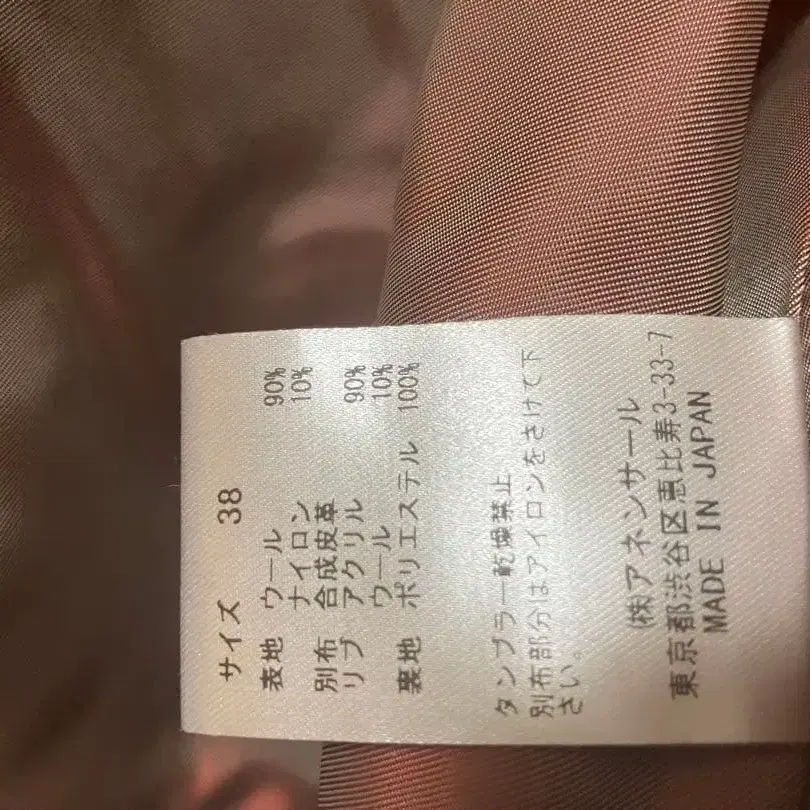 サイズ 38
表地 ウール 90%
ナイロン 10%
別布 合成皮革
リブ アクリル 90%
ウール 10%
裏地 ポリエステル 100%
タンブラー乾燥禁止
別布部分はアイロンをさけて下
さい。
(株)アネンサール
東京都渋谷区恵比寿3-33-7
MADE IN JAPAN